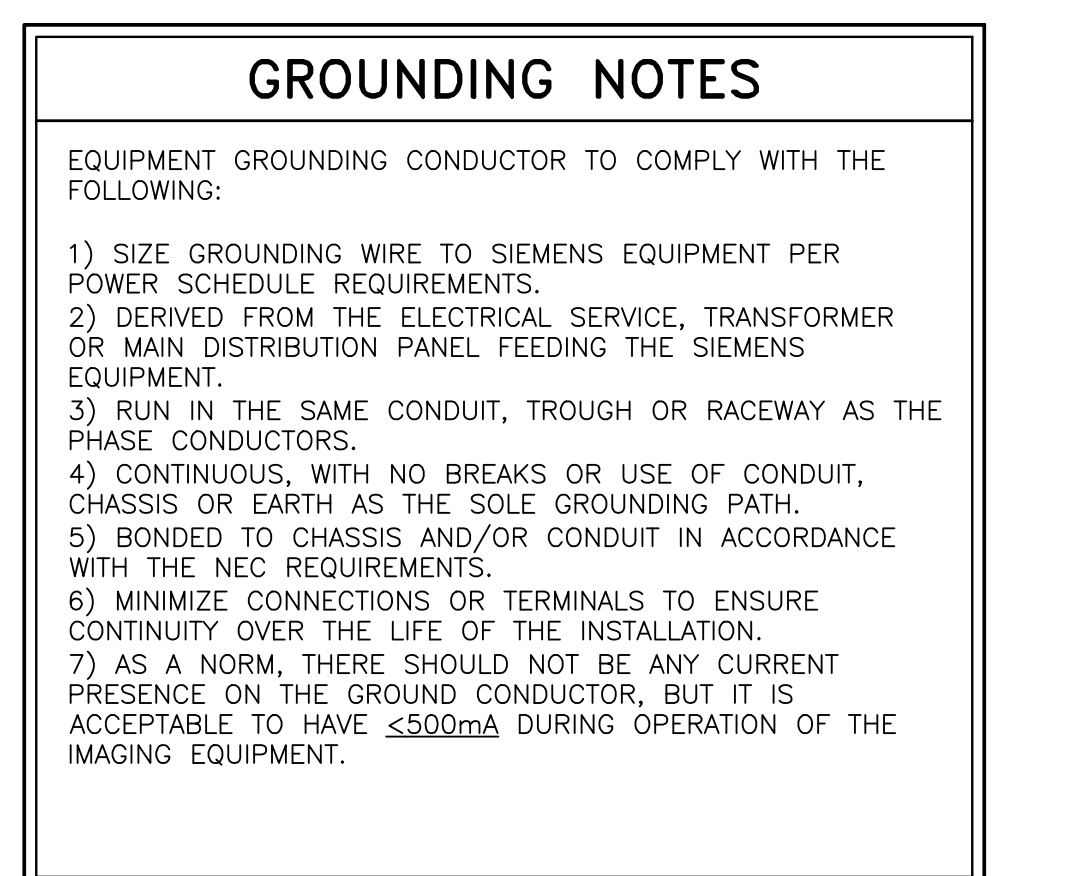 GROUNDING NOTES
EQUIPMENT GROUNDING CONDUCTOR TO COMPLY WITH THE
FOLLOWING:
1) SIZE GROUNDING WIRE TO SIEMENS EQUIPMENT PER
POWER SCHEDULE REQUIREMENTS.
2) DERIVED FROM THE ELECTRICAL SERVICE, TRANSFORMER
OR MAIN DISTRIBUTION PANEL FEEDING THE SIEMENS
EQUIPMENT.
3) RUN IN THE SAME CONDUIT, TROUGH OR RACEWAY AS THE
PHASE CONDUCTORS.
4) CONTINUOUS, WITH NO BREAKS OR USE OF CONDUIT,
CHASSIS OR EARTH AS THE SOLE GROUNDING PATH.
5) BONDED TO CHASSIS AND/OR CONDUIT IN ACCORDANCE
WITH THE NEC REQUIREMENTS.
6) MINIMIZE CONNECTIONS OR TERMINALS TO ENSURE
CONTINUITY OVER THE LIFE OF THE INSTALLATION.
7) AS A NORM, THERE SHOULD NOT BE ANY CURRENT
PRESENCE ON THE GROUND CONDUCTOR, BUT IT IS
ACCEPTABLE TO HAVE <500mA DURING OPERATION OF THE
IMAGING EQUIPMENT.